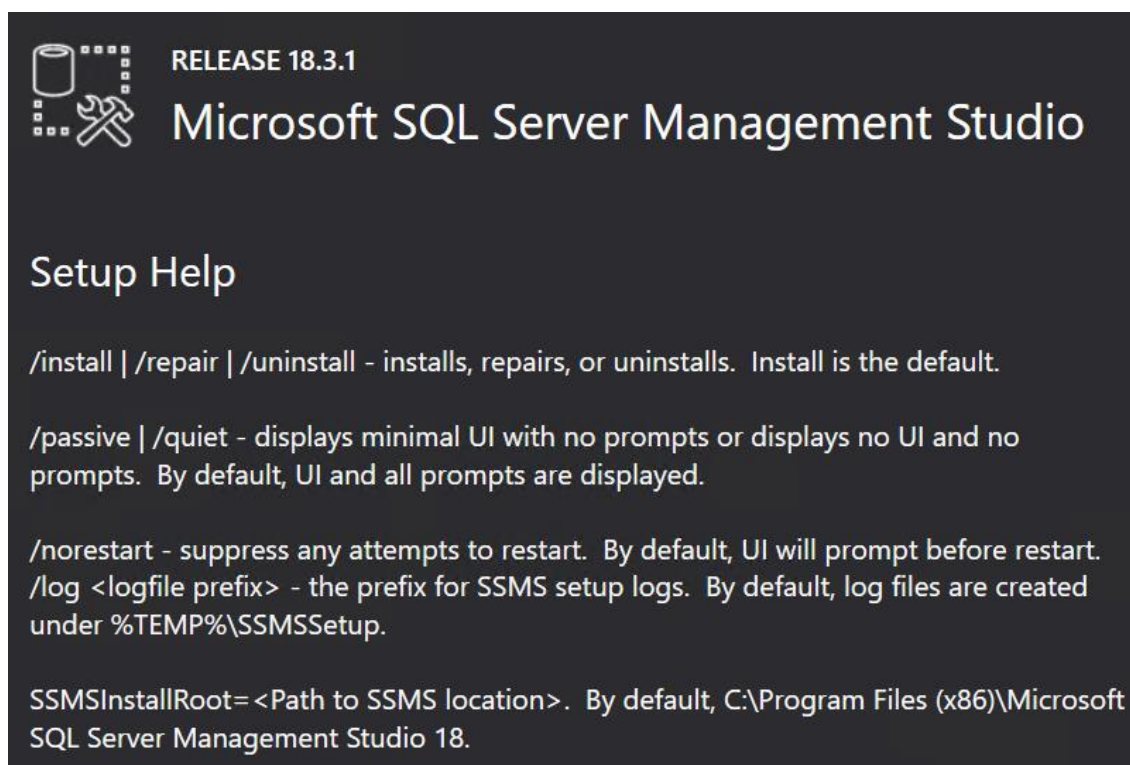 RELEASE 18.3.1
Microsoft SQL Server Management Studio
Setup Help
/install | /repair | /uninstall - installs, repairs, or uninstalls.  Install is the default.
/passive | /quiet - displays minimal UI with no prompts or displays no UI and no
prompts.  By default, UI and all prompts are displayed.
/norestart - suppress any attempts to restart.  By default, UI will prompt before restart.
/log <logfile prefix> - the prefix for SSMS setup logs.  By default, log files are created
under %TEMP%\SSMSSetup.
SSMSInstallRoot=<Path to SSMS location>.  By default, C:\Program Files (x86)\Microsoft
SQL Server Management Studio 18.